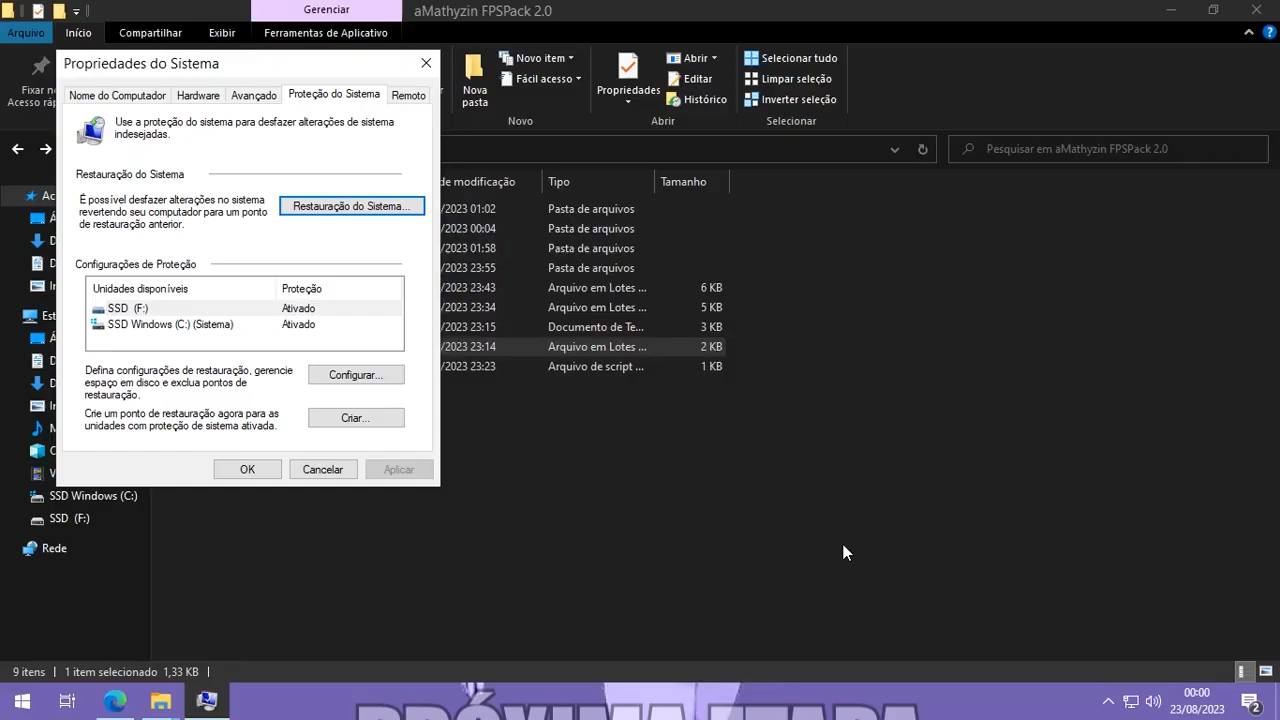 Gerenciar
aMathyzin FPSPack 2.0
Arquivo
Início
Compartilhar
Exibir
Ferramentas de Aplicativo
Propriedades do Sistema
Nome do Computador
Hardware
Avançado
Proteção do Sistema
Remoto
Use a proteção do sistema para desfazer alterações de sistema
indesejadas.
Restauração do Sistema
É possível desfazer alterações no sistema
revertendo seu computador para um ponto
de restauração anterior.
Restauração do Sistema...
Configurações de Proteção
Unidades disponíveis
Proteção
SSD (F:)
Ativado
SSD Windows (C:) (Sistema)
Ativado
Defina configurações de restauração, gerencie
espaço em disco e exclua pontos de
restauração.
Configurar...
Crie um ponto de restauração agora para as
unidades com proteção de sistema ativada.
Criar...
OK
Cancelar
Aplicar
Fixar no
Acesso ráp
Nova
pasta
Novo item
Fácil acesso
Novo
Propriedades
Abrir
Editar
Histórico
Abrir
Selecionar tudo
Limpar seleção
Inverter seleção
Selecionar
Pesquisar em aMathyzin FPSPack 2.0
de modificação
Tipo
Tamanho
/2023 01:02
Pasta de arquivos
/2023 00:04
Pasta de arquivos
/2023 01:58
Pasta de arquivos
/2023 23:55
Pasta de arquivos
/2023 23:43
Arquivo em Lotes ...
6 KB
/2023 23:34
Arquivo em Lotes ...
5 KB
/2023 23:15
Documento de Te...
3 KB
/2023 23:14
Arquivo em Lotes ...
2 KB
/2023 23:23
Arquivo de script ...
1 KB
SSD Windows (C:)
SSD (F:)
Rede
9 itens
1 item selecionado 1,33 KB
PRÓXIMA ETAPA
00:00
23/08/2023
2